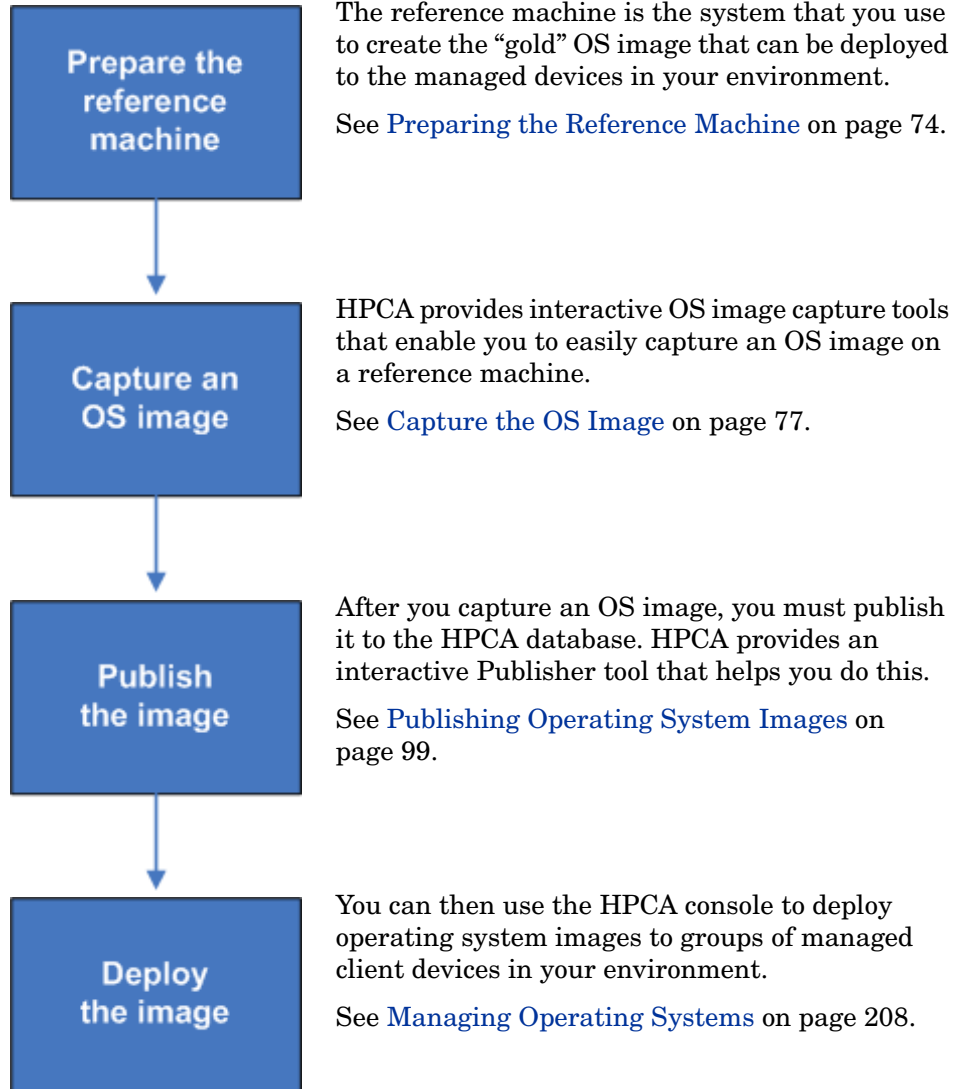 Prepare the
reference
machine
The reference machine is the system that you use
to create the “gold” OS image that can be deployed
to the managed devices in your environment.
See Preparing the Reference Machine on page 74.
Capture an
OS image
HPCA provides interactive OS image capture tools
that enable you to easily capture an OS image on
a reference machine.
See Capture the OS Image on page 77.
Publish
the image
After you capture an OS image, you must publish
it to the HPCA database. HPCA provides an
interactive Publisher tool that helps you do this.
See Publishing Operating System Images on
page 99.
Deploy
the image
You can then use the HPCA console to deploy
operating system images to groups of managed
client devices in your environment.
See Managing Operating Systems on page 208.